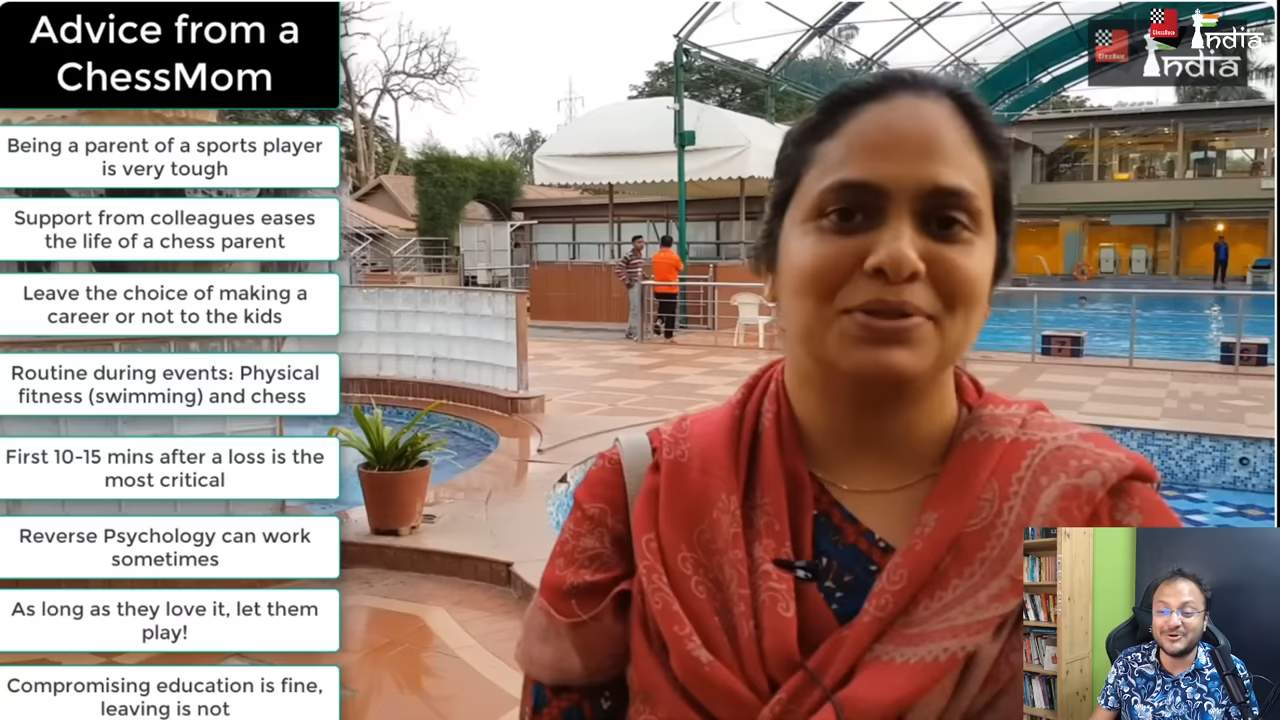 Advice from a
ChessMom
Being a parent of a sports player
is very tough
Support from colleagues eases
the life of a chess parent
Leave the choice of making a
career or not to the kids
Routine during events: Physical
fitness (swimming) and chess
First 10-15 mins after a loss is the
most critical
Reverse Psychology can work
sometimes
As long as they love it, let them
play!
Compromising education is fine,
leaving is not
ChessBase
India
ChessBase
India